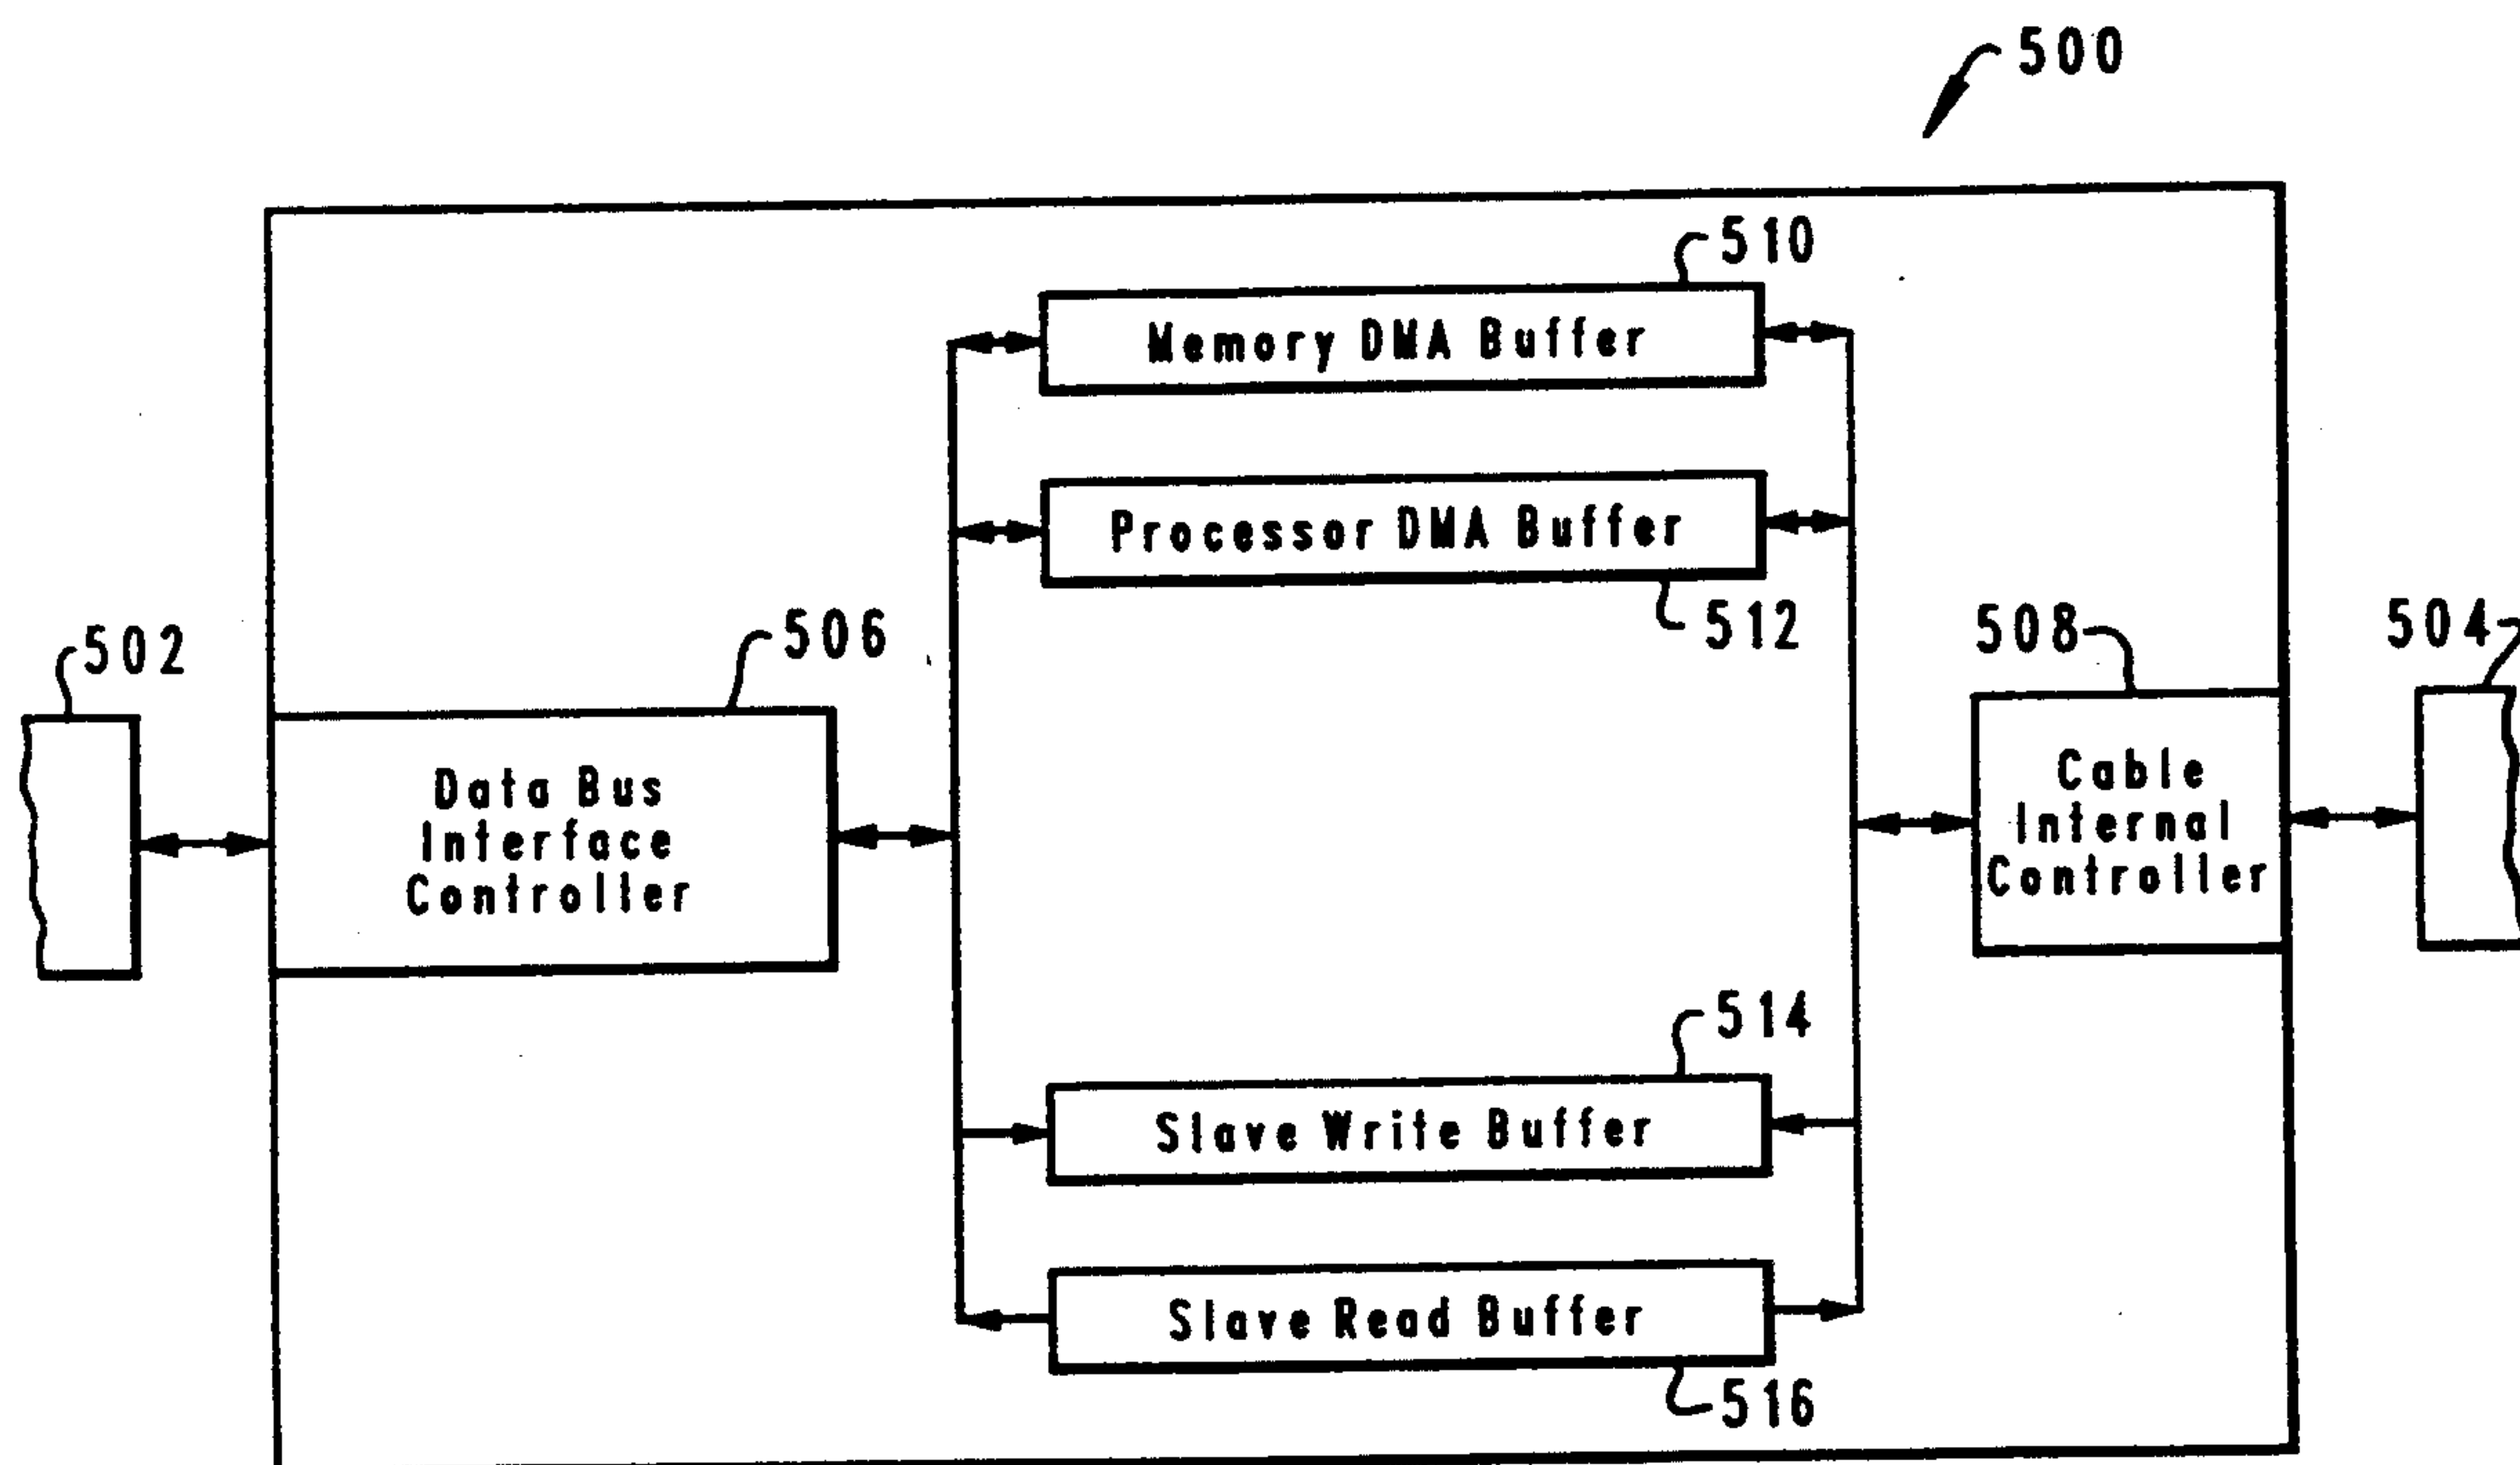 500
510
Memory DMA Buffer
Processor DMA Buffer
512
502
506
508
504
Data Bus
Interface
Controller
Cable
Internal
Controller
514
Slave Write Buffer
Slave Read Buffer
516